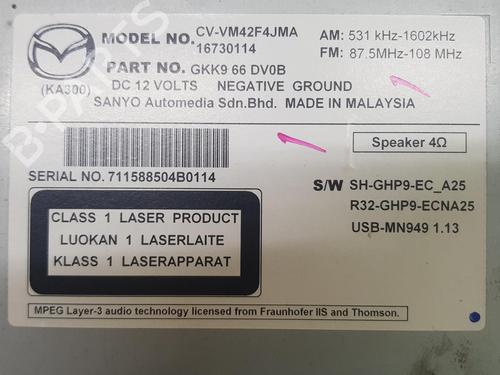 MODEL NO. CV-VM42F4JMA
16730114
AM: 531 kHz-1602kHz
FM: 87.5MHz-108 MHz
PART NO. GKK9 66 DV0B
(KA300)
DC 12 VOLTS NEGATIVE GROUND
SANYO Automedia Sdn.Bhd. MADE IN MALAYSIA
Speaker 4Ω
SERIAL NO. 711588504B0114
S/W SH-GHP9-EC_A25
R32-GHP9-ECNA25
USB-MN949 1.13
CLASS 1 LASER PRODUCT
LUOKAN 1 LASERLAITE
KLASS 1 LASERAPPARAT
MPEG Layer-3 audio technology licensed from Fraunhofer IIS and Thomson.
B-PARTS